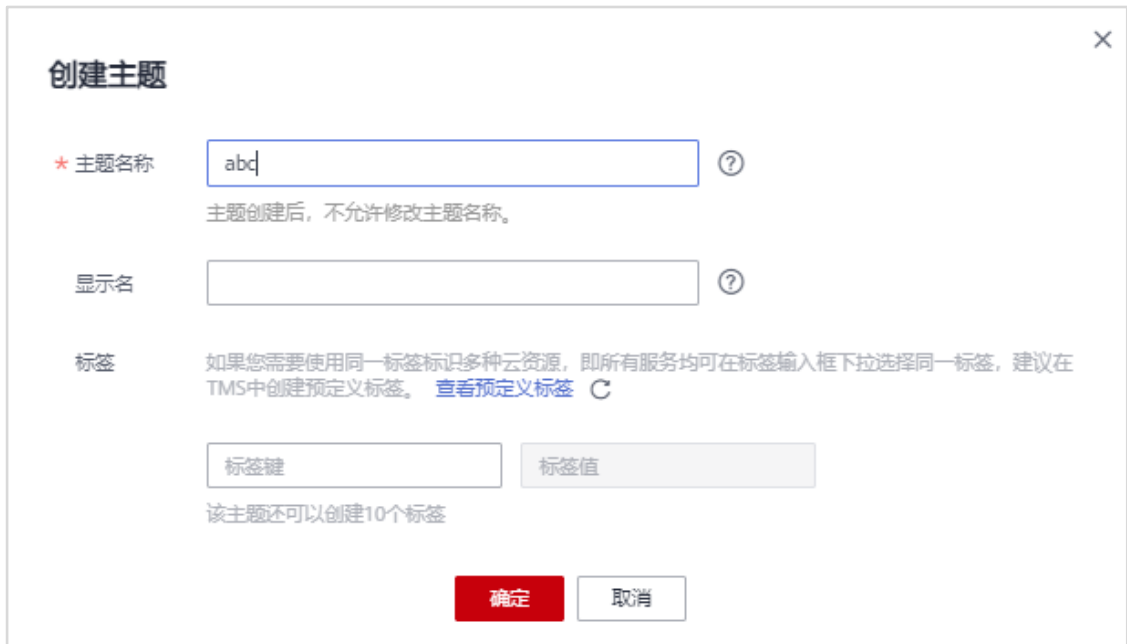 创建主题
* 主题名称 abc
主题创建后，不允许修改主题名称。
显示名
标签 如果您需要使用同一标签标识多种云资源，即所有服务均可在标签输入框下拉选择同一标签，建议在
TMS中创建预定义标签。 查看预定义标签
标签键 标签值
该主题还可以创建10个标签
确定 取消